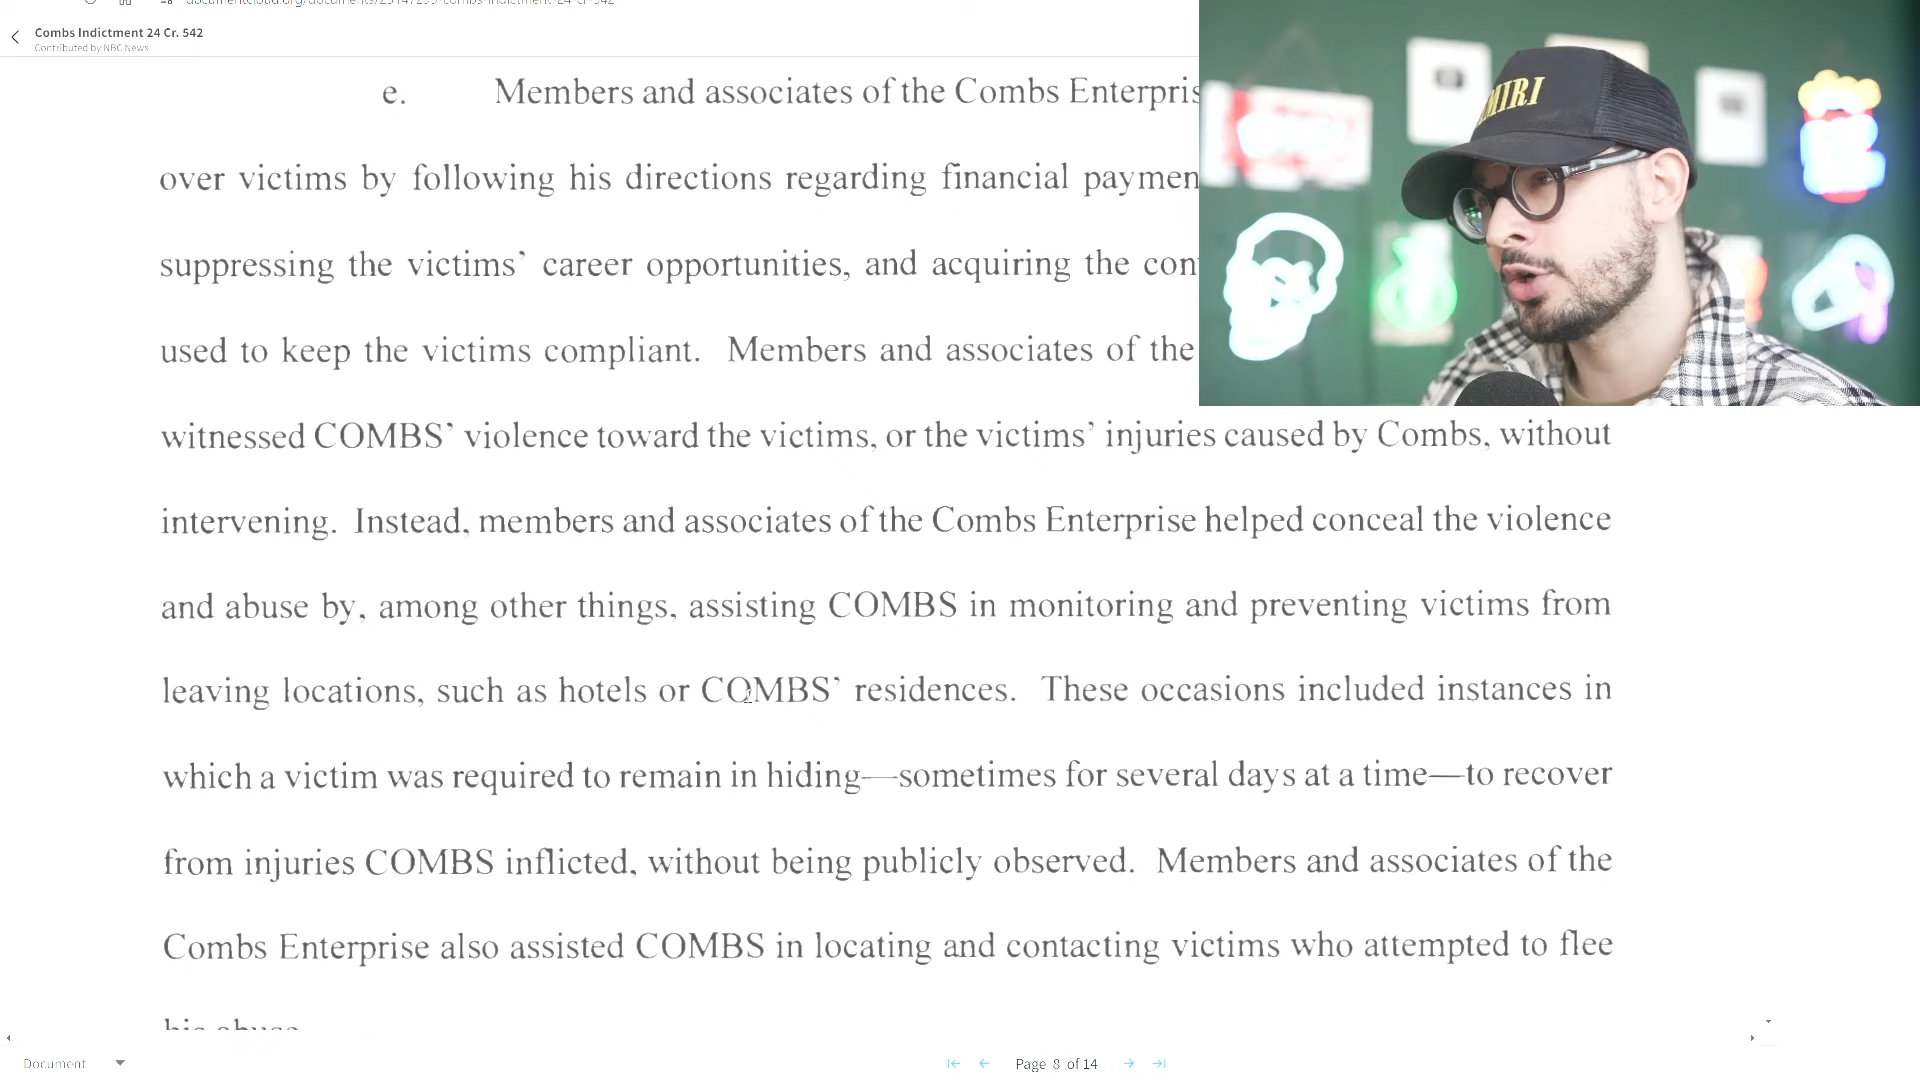 Combs Indictment 24 Cr. 542
Contributed by NBC News
e. Members and associates of the Combs Enterpris
over victims by following his directions regarding financial paymen
suppressing the victims’ career opportunities, and acquiring the con
used to keep the victims compliant. Members and associates of the
witnessed COMBS’ violence toward the victims, or the victims’ injuries caused by Combs, without
intervening. Instead, members and associates of the Combs Enterprise helped conceal the violence
and abuse by, among other things, assisting COMBS in monitoring and preventing victims from
leaving locations, such as hotels or COMBS’ residences. These occasions included instances in
which a victim was required to remain in hiding—sometimes for several days at a time—to recover
from injuries COMBS inflicted, without being publicly observed. Members and associates of the
Combs Enterprise also assisted COMBS in locating and contacting victims who attempted to flee
his abuse.
Document
Page 8 of 14
MIRI